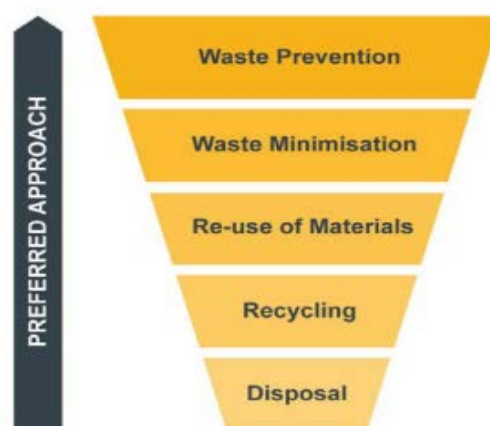 PREFERRED APPROACH
Waste Prevention
Waste Minimisation
Re-use of Materials
Recycling
Disposal